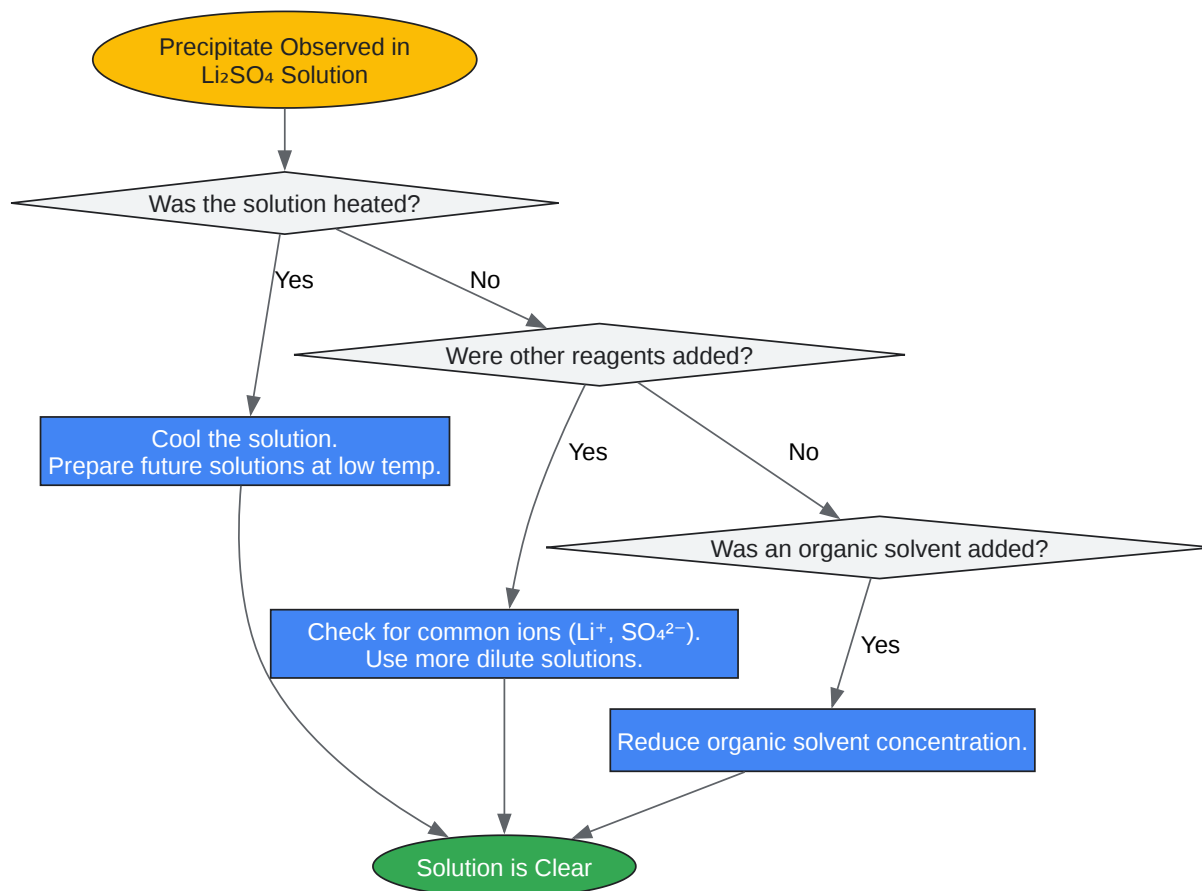 Precipitate Observed in
Li₂SO₄ Solution
Was the solution heated?
Yes
No
Were other reagents added?
Cool the solution.
Prepare future solutions at low temp.
Yes
No
Was an organic solvent added?
Check for common ions (Li⁺, SO₄²⁻).
Use more dilute solutions.
Yes
Reduce organic solvent concentration.
Solution is Clear